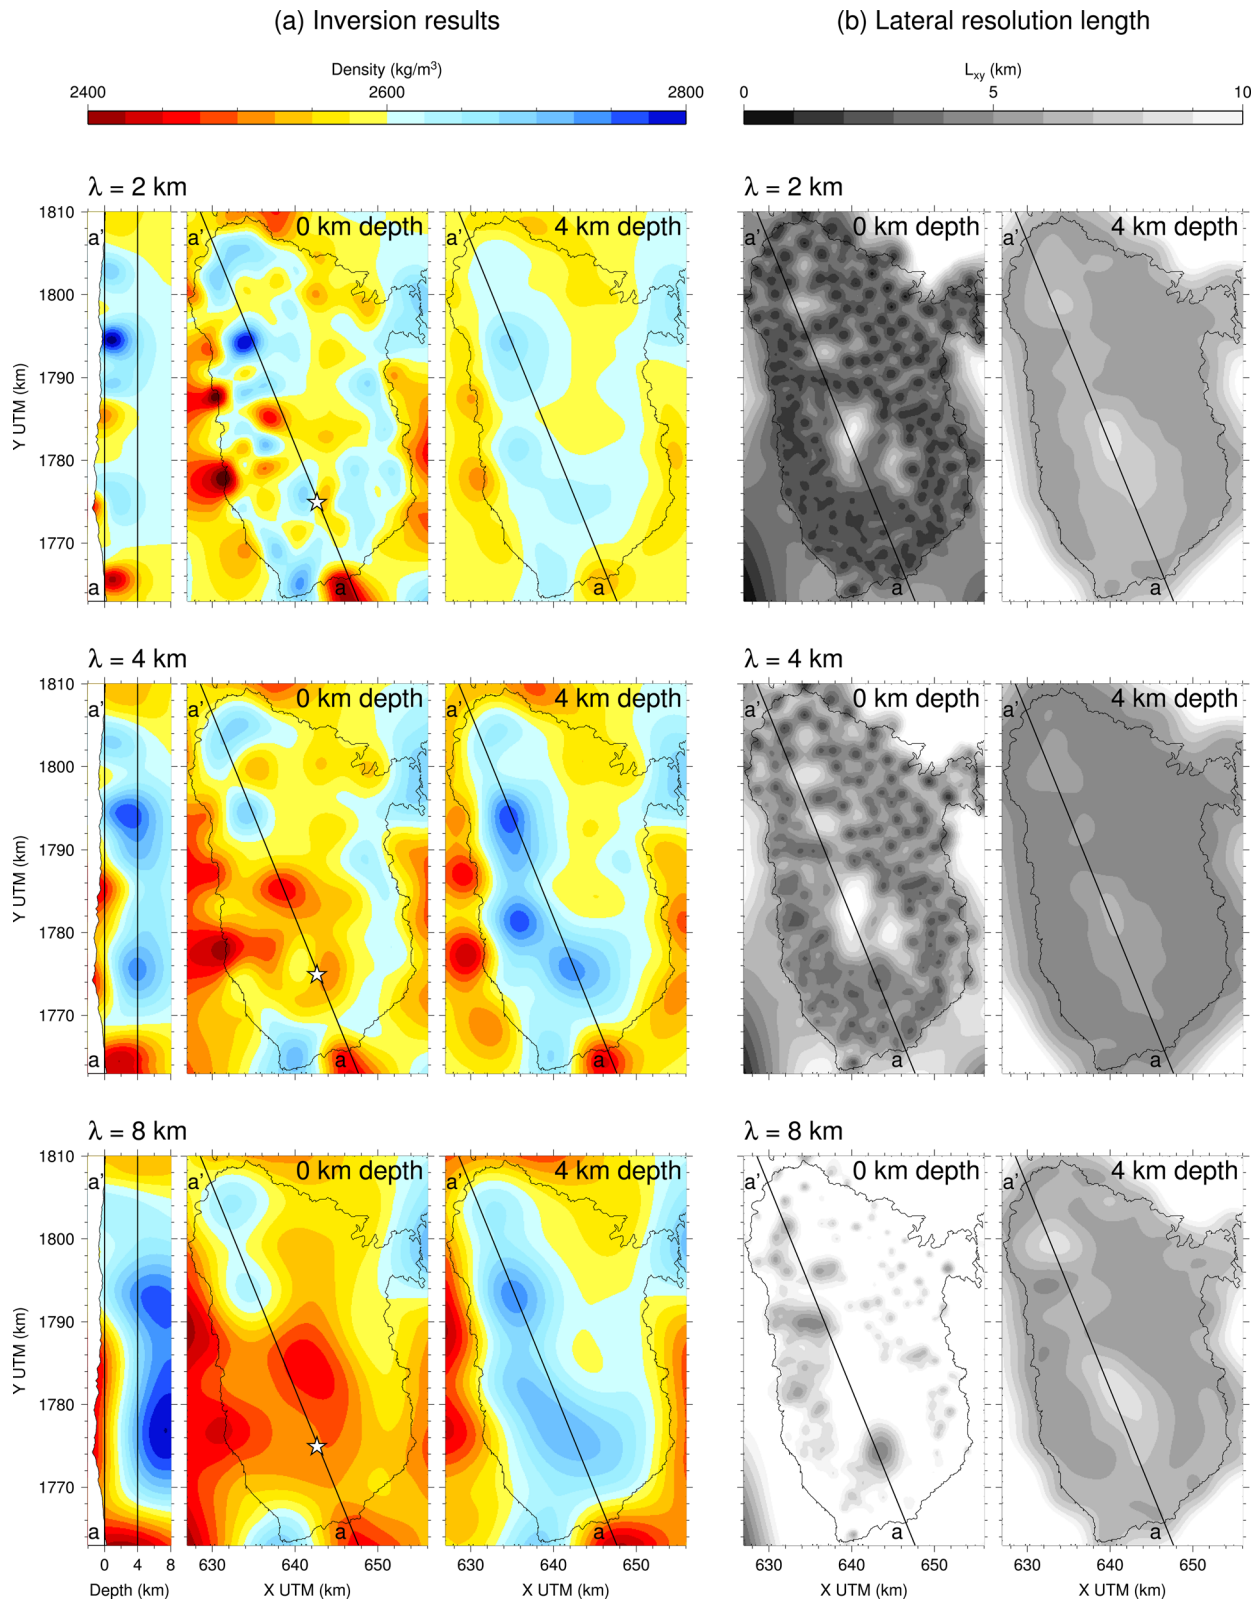 (a) Inversion results
(b) Lateral resolution length
Density (kg/m³)
2400 2600 2800
Lxy (km)
0 5 10
λ = 2 km
λ = 2 km
a' a' 0 km depth a' 4 km depth
a' 0 km depth a' 4 km depth
1810
1800
1790
1780
1770
Y UTM (km)
a a a
a a
λ = 4 km
λ = 4 km
a' a' 0 km depth a' 4 km depth
a' 0 km depth a' 4 km depth
1810
1800
1790
1780
1770
Y UTM (km)
a a a
a a
λ = 8 km
λ = 8 km
a' a' 0 km depth a' 4 km depth
a' 0 km depth a' 4 km depth
1810
1800
1790
1780
1770
Y UTM (km)
a a a
a a
0 4 8 630 640 650 630 640 650
630 640 650 630 640 650
Depth (km) X UTM (km) X UTM (km)
X UTM (km) X UTM (km)